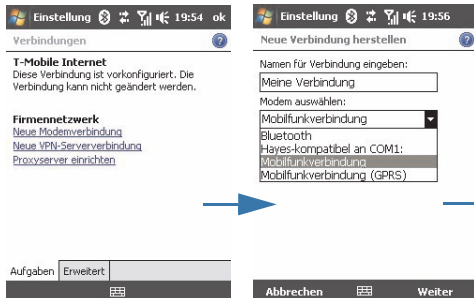 Einstellung 19:54 ok
Verbindungen
T-Mobile Internet
Diese Verbindung ist vorkonfiguriert. Die
Verbindung kann nicht geändert werden.
Firmennetzwerk
Neue Modemverbindung
Neue VPN-Serververbindung
Proxyserver einrichten
Aufgaben Erweitert
Einstellung 19:56
Neue Verbindung herstellen
Namen für Verbindung eingeben:
Meine Verbindung
Modem auswählen:
Mobilfunkverbindung
Bluetooth
Hayes-kompatibel an COM1:
Mobilfunkverbindung
Mobilfunkverbindung (GPRS)
Abbrechen Weiter